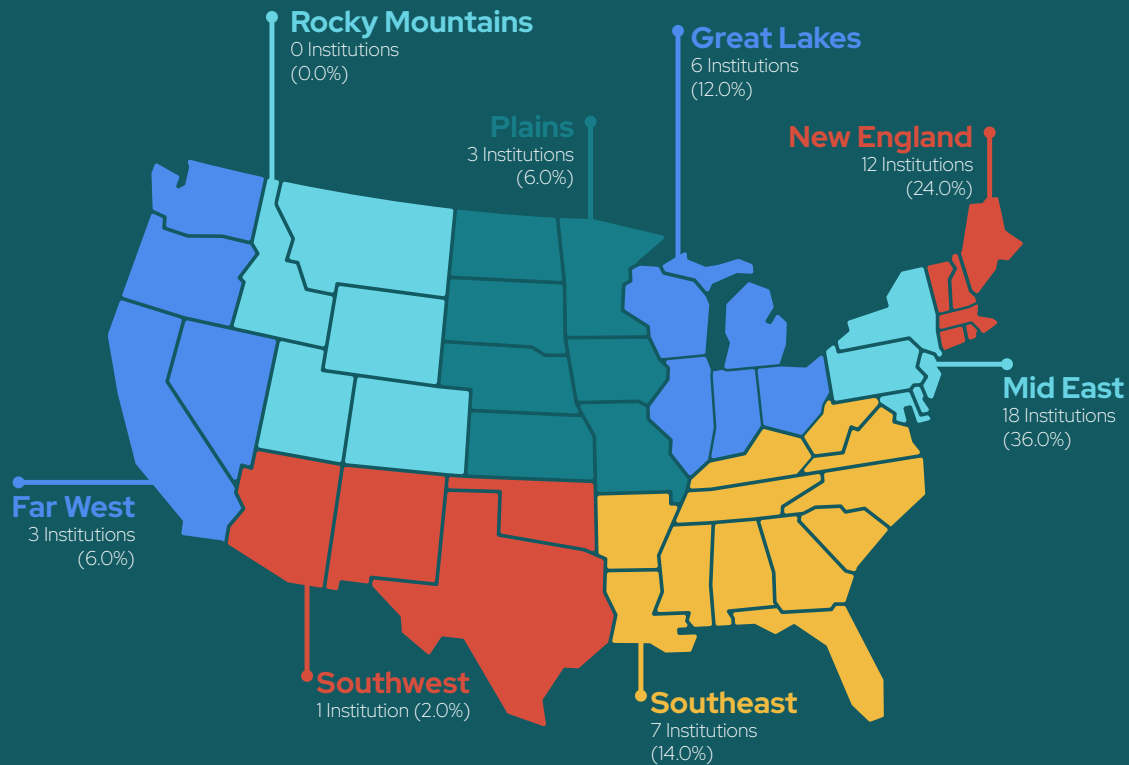 Rocky Mountains
0 Institutions
(0.0%)
Great Lakes
6 Institutions
(12.0%)
Plains
3 Institutions
(6.0%)
New England
12 Institutions
(24.0%)
Mid East
18 Institutions
(36.0%)
Far West
3 Institutions
(6.0%)
Southwest
1 Institution (2.0%)
Southeast
7 Institutions
(14.0%)